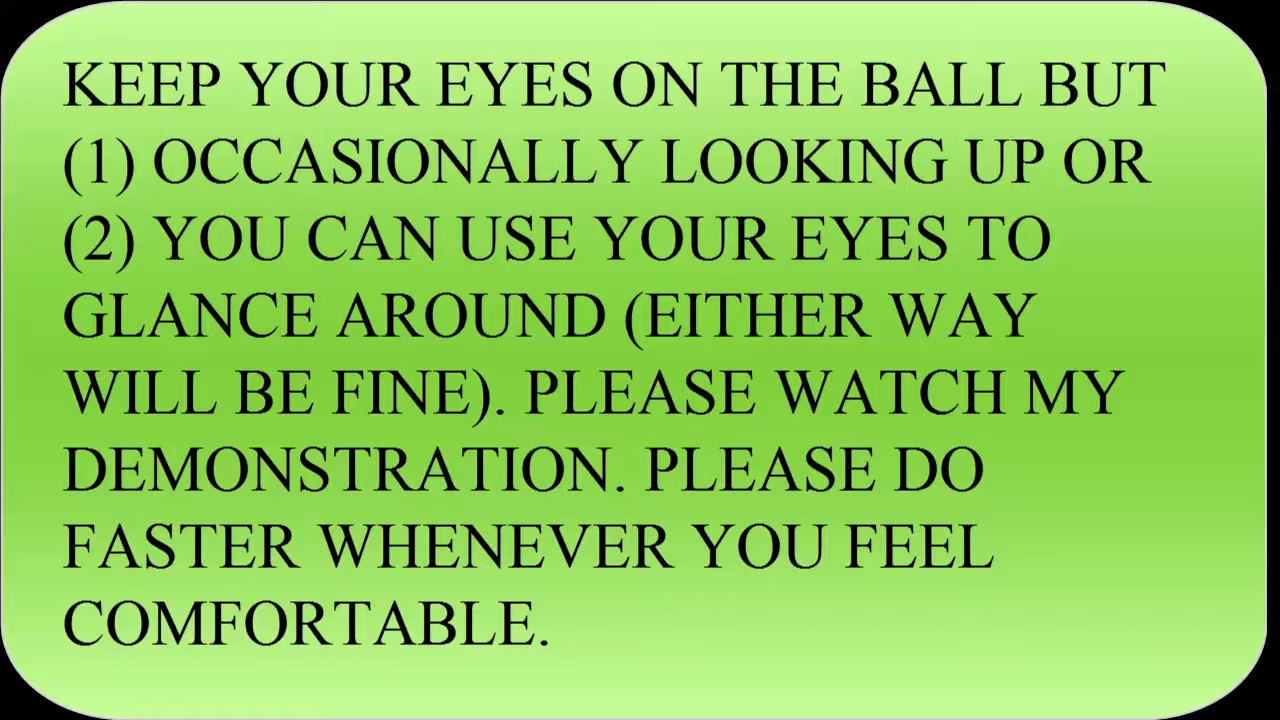 KEEP YOUR EYES ON THE BALL BUT
(1) OCCASIONALLY LOOKING UP OR
(2) YOU CAN USE YOUR EYES TO
GLANCE AROUND (EITHER WAY
WILL BE FINE). PLEASE WATCH MY
DEMONSTRATION. PLEASE DO
FASTER WHENEVER YOU FEEL
COMFORTABLE.